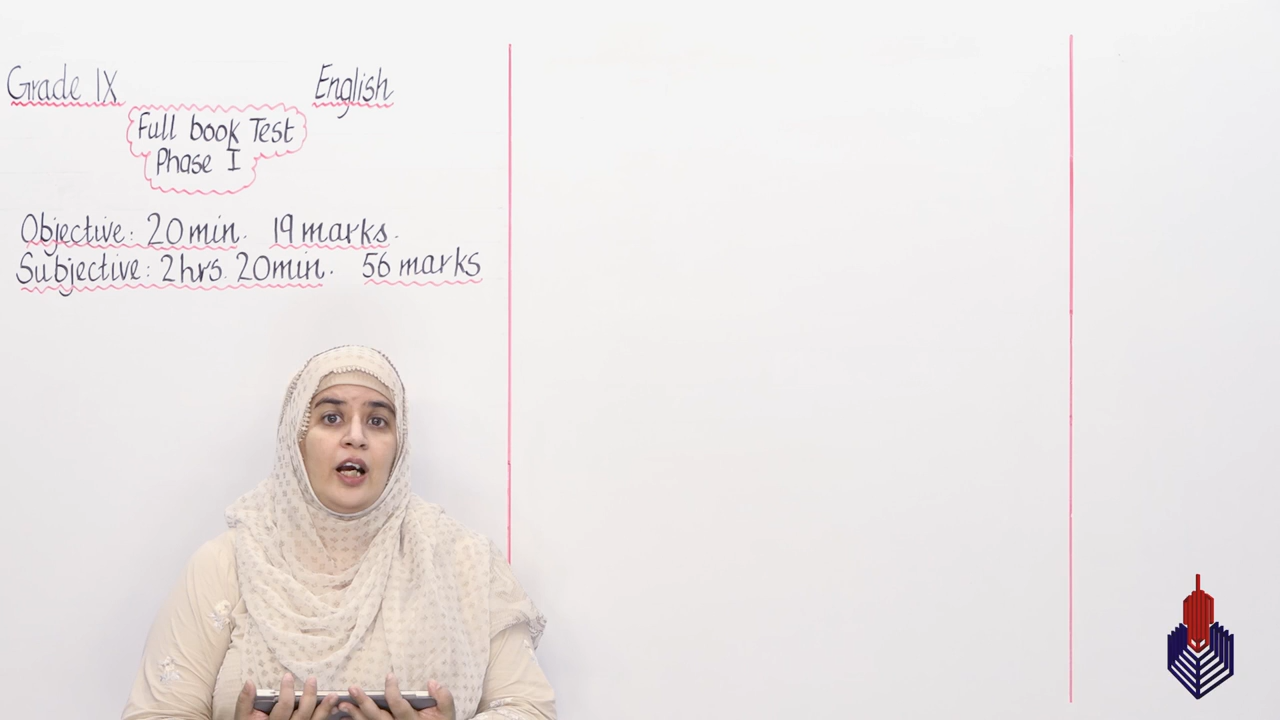 Grade IX English
Full book Test
Phase I
Objective: 20 min. 19 marks.
Subjective: 2 hrs. 20 min. 56 marks